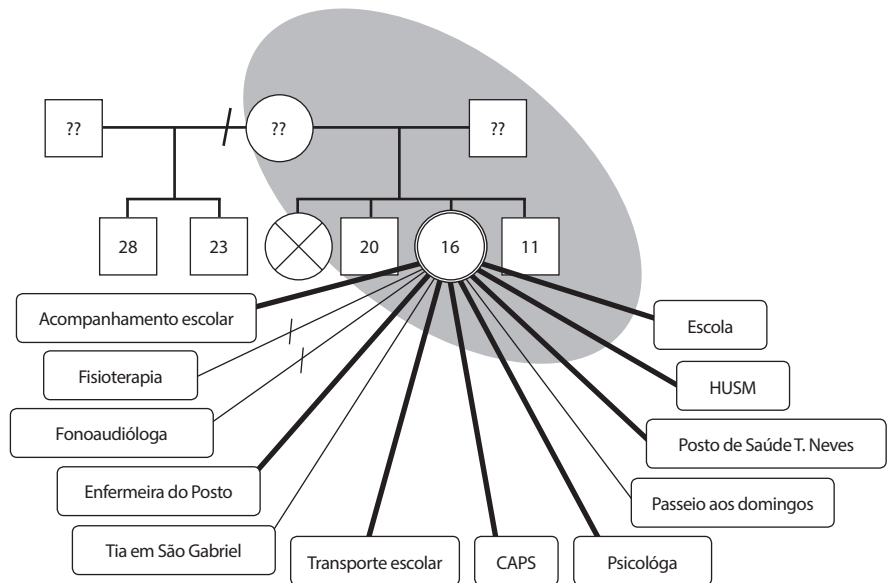 ??
??
??
28
23
20
16
11
Acompanhamento escolar
Escola
Fisioterapia
HUSM
Fonoaudióloga
Posto de Saúde T. Neves
Enfermeira do Posto
Passeio aos domingos
Tia em São Gabriel
Transporte escolar
CAPS
Psicológa